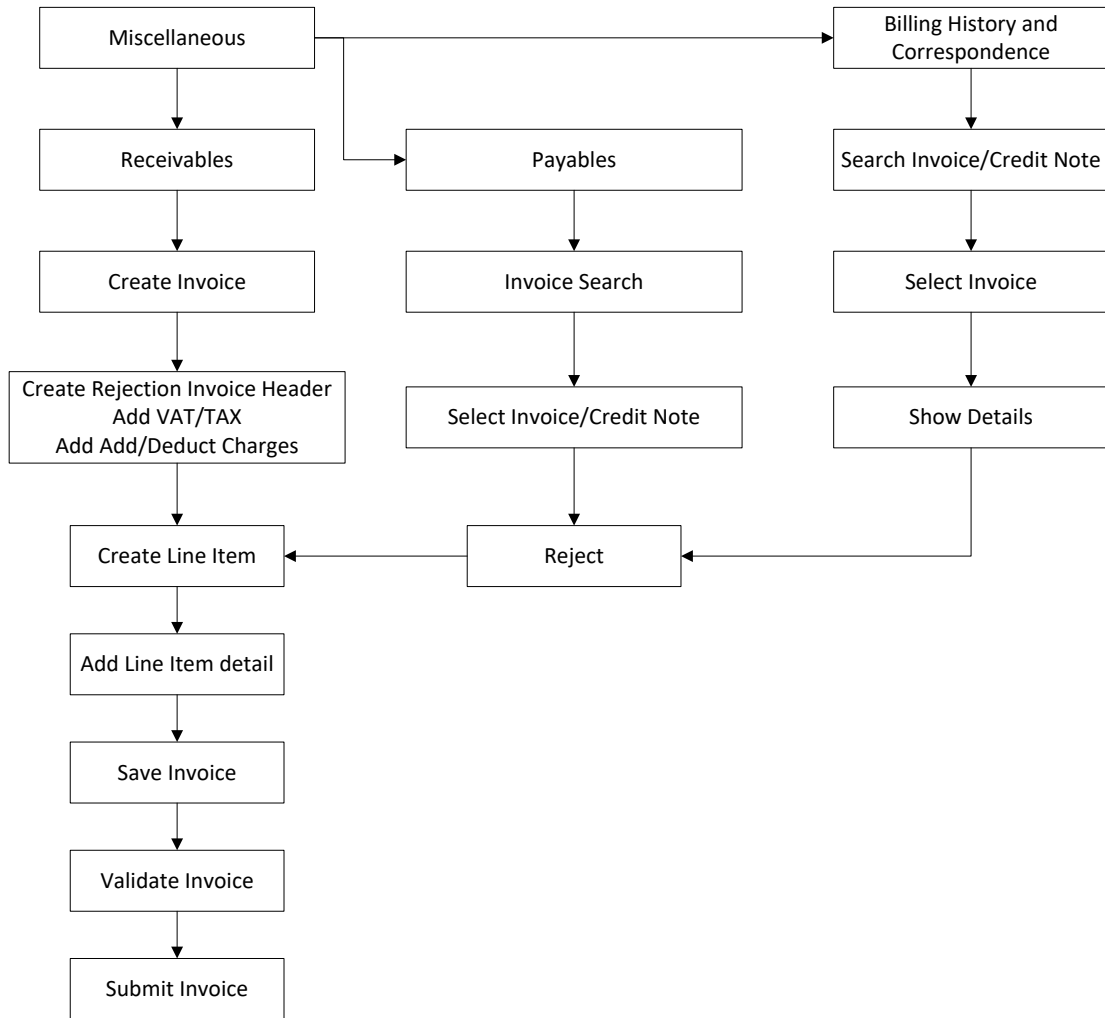 Miscellaneous
Billing History and
Correspondence
Receivables
Payables
Search Invoice/Credit Note
Create Invoice
Invoice Search
Select Invoice
Create Rejection Invoice Header
Add VAT/TAX
Add Add/Deduct Charges
Select Invoice/Credit Note
Show Details
Create Line Item
Reject
Add Line Item detail
Save Invoice
Validate Invoice
Submit Invoice